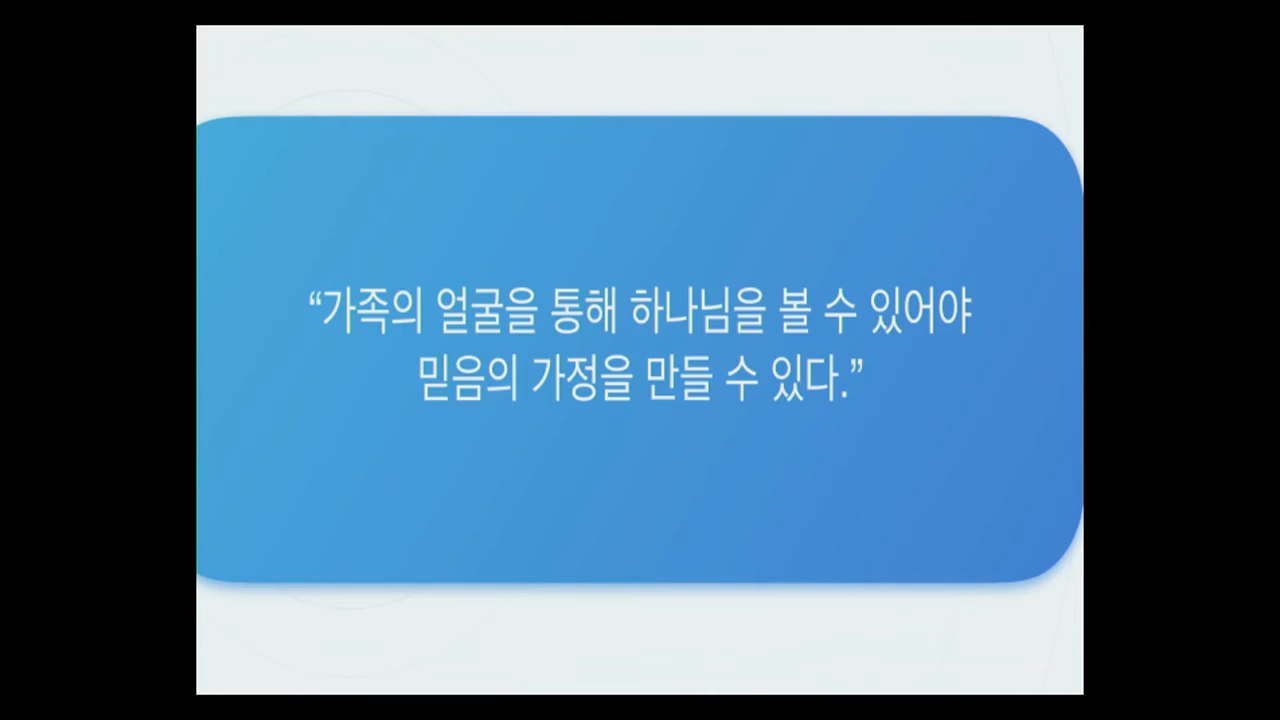 “가족의 얼굴을 통해 하나님을 볼 수 있어야
믿음의 가정을 만들 수 있다.”